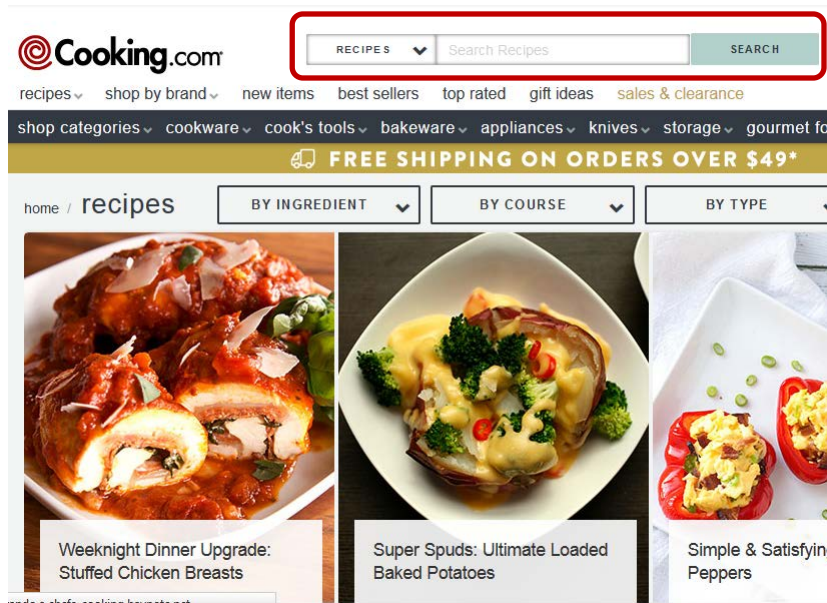 Cooking.com
RECIPES Search Recipes SEARCH
recipes shop by brand new items best sellers top rated gift ideas sales & clearance
shop categories cookware cook's tools bakeware appliances knives storage gourmet fo
FREE SHIPPING ON ORDERS OVER $49*
home / recipes BY INGREDIENT BY COURSE BY TYPE
Weeknight Dinner Upgrade:
Stuffed Chicken Breasts
Super Spuds: Ultimate Loaded
Baked Potatoes
Simple & Satisfying
Peppers